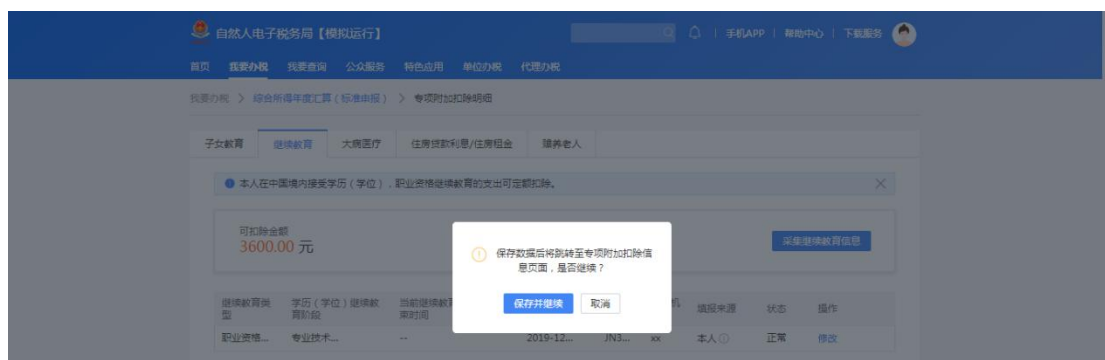 自然人电子税务局【模拟运行】
手机APP | 帮助中心 | 下载服务
首页 我要办税 我要查询 公众服务 特色应用 单位办税 代理办税
我要办税 > 综合所得年度汇算（标准申报） > 专项附加扣除明细
子女教育 继续教育 大病医疗 住房贷款利息/住房租金 赡养老人
本人在中国境内接受学历（学位）、职业资格继续教育的支出可定额扣除。
可扣除金额
3600.00 元
采集继续教育信息
保存数据后将跳转至专项附加扣除信
息页面，是否继续？
保存并继续 取消
继续教育类
型
学历（学位）继续教
育阶段
当前继续教
束时间
机
填报来源 状态 操作
职业资格... 专业技术... -- 2019-12... JN3... xx 本人 正常 修改